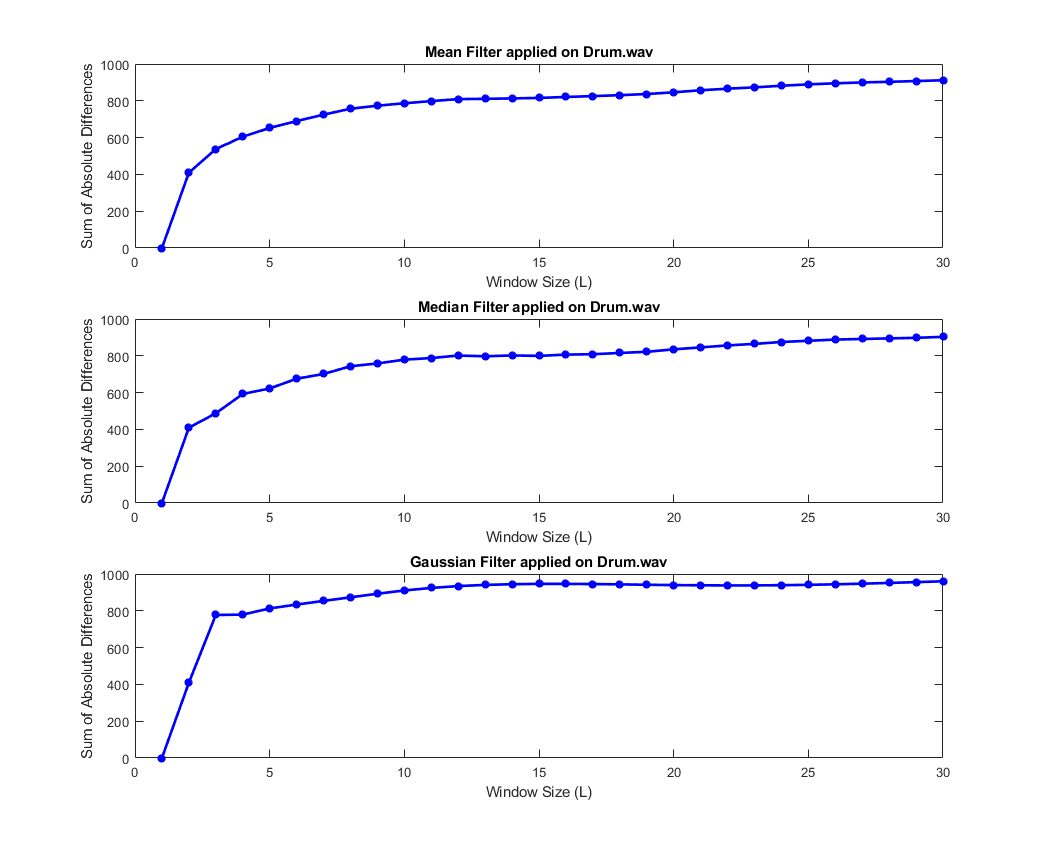 Mean Filter applied on Drum.wav
Sum of Absolute Differences
1000
800
600
400
200
0
0 5 10 15 20 25 30
Window Size (L)
Median Filter applied on Drum.wav
Sum of Absolute Differences
1000
800
600
400
200
0
0 5 10 15 20 25 30
Window Size (L)
Gaussian Filter applied on Drum.wav
Sum of Absolute Differences
1000
800
600
400
200
0
0 5 10 15 20 25 30
Window Size (L)